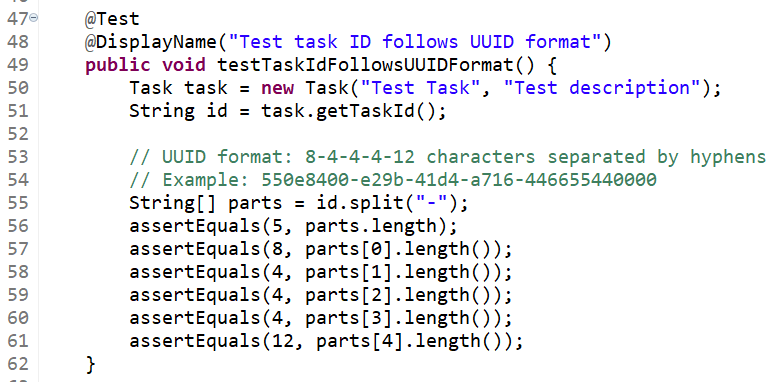 47 @Test
48 @DisplayName("Test task ID follows UUID format")
49 public void testTaskIdFollowsUUIDFormat() {
50 Task task = new Task("Test Task", "Test description");
51 String id = task.getTaskId();
52
53 // UUID format: 8-4-4-4-12 characters separated by hyphens
54 // Example: 550e8400-e29b-41d4-a716-446655440000
55 String[] parts = id.split("-");
56 assertEquals(5, parts.length);
57 assertEquals(8, parts[0].length());
58 assertEquals(4, parts[1].length());
59 assertEquals(4, parts[2].length());
60 assertEquals(4, parts[3].length());
61 assertEquals(12, parts[4].length());
62 }